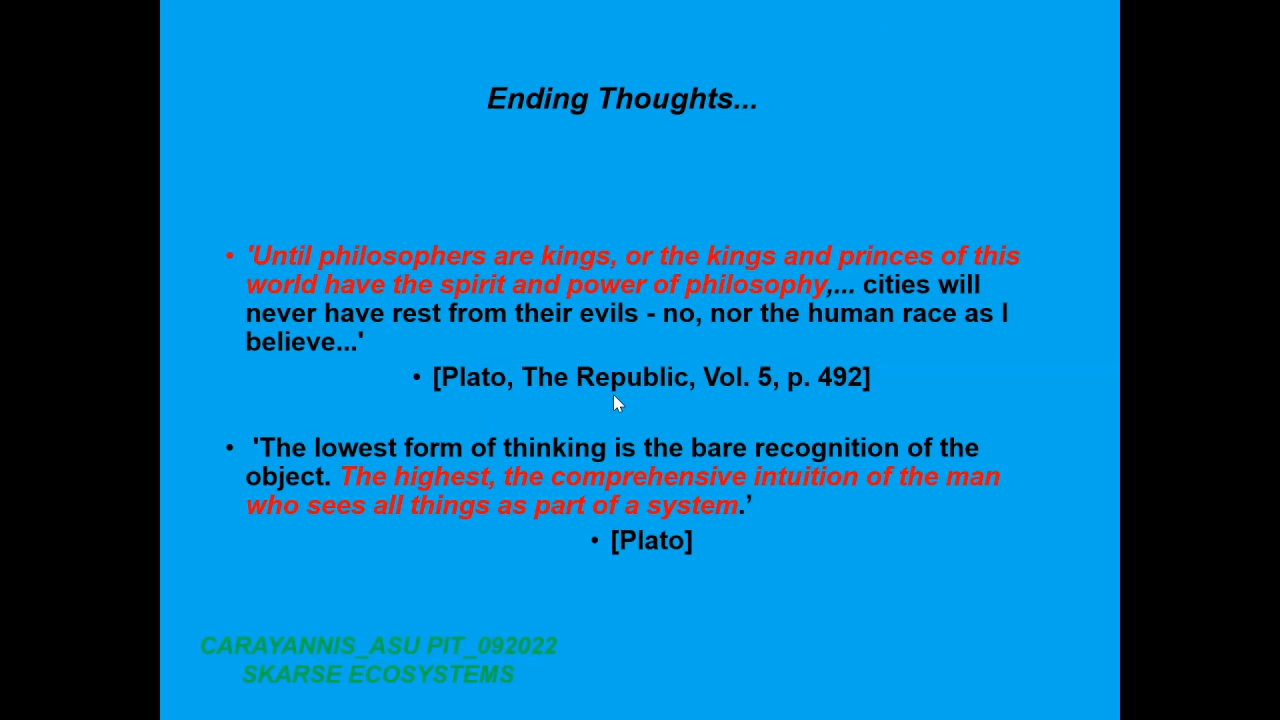 Ending Thoughts...
• 'Until philosophers are kings, or the kings and princes of this
world have the spirit and power of philosophy,... cities will
never have rest from their evils - no, nor the human race as I
believe...'
• [Plato, The Republic, Vol. 5, p. 492]
• 'The lowest form of thinking is the bare recognition of the
object. The highest, the comprehensive intuition of the man
who sees all things as part of a system.’
• [Plato]
CARAYANNIS_ASU PIT_092022
SKARSE ECOSYSTEMS